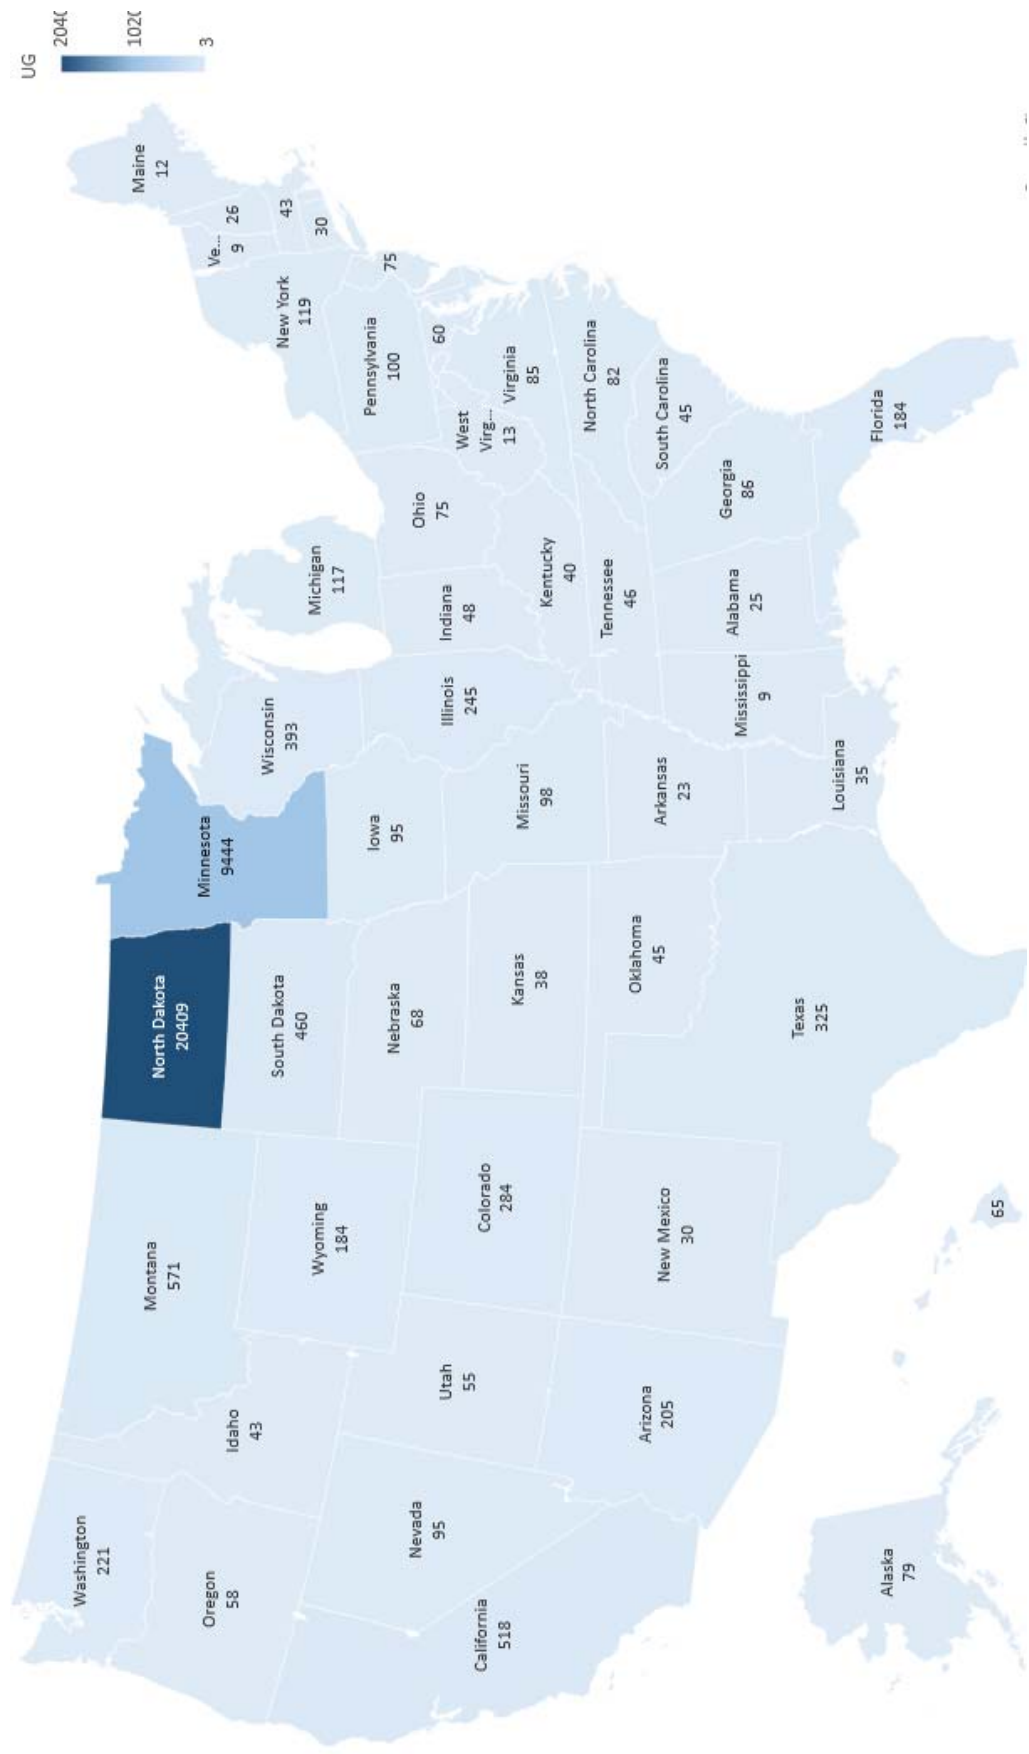 UG
2040
1020
3
Washington
221
Oregon
58
California
518
Nevada
95
Idaho
43
Montana
571
Wyoming
184
Utah
55
Arizona
205
Colorado
284
New Mexico
30
North Dakota
20409
South Dakota
460
Nebraska
68
Kansas
38
Oklahoma
45
Texas
325
Minnesota
9444
Iowa
95
Missouri
98
Arkansas
23
Louisiana
35
Wisconsin
393
Illinois
245
Mississippi
9
Michigan
117
Indiana
48
Kentucky
40
Tennessee
46
Alabama
25
Ohio
75
West
Virg...
13
Virginia
85
North Carolina
82
South Carolina
45
Georgia
86
Florida
184
Pennsylvania
100
New York
119
60
75
Ve...
9
26
43
30
Maine
12
Alaska
79
65